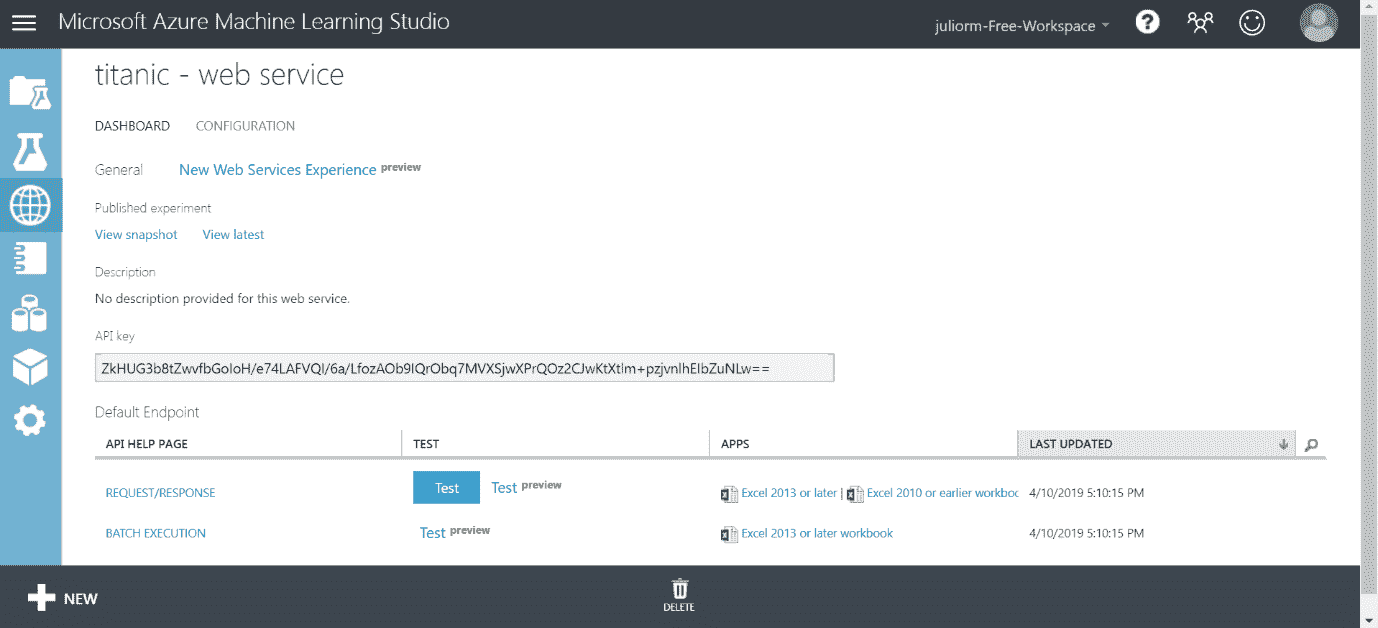 Microsoft Azure Machine Learning Studio
juliorm-Free-Workspace
titanic - web service
DASHBOARD CONFIGURATION
General New Web Services Experience preview
Published experiment
View snapshot View latest
Description
No description provided for this web service.
API key
ZkHUG3b8tZwvfbGoIoH/e74LAFVQI/6a/LfozAOb9IQrObq7MVXSjwXPrQOz2CJwKtXtlm+pzjvnlhEIbZuNLw==
Default Endpoint
API HELP PAGE TEST APPS LAST UPDATED
REQUEST/RESPONSE Test Test preview Excel 2013 or later | Excel 2010 or earlier workboo 4/10/2019 5:10:15 PM
BATCH EXECUTION Test preview Excel 2013 or later workbook 4/10/2019 5:10:15 PM
NEW
DELETE